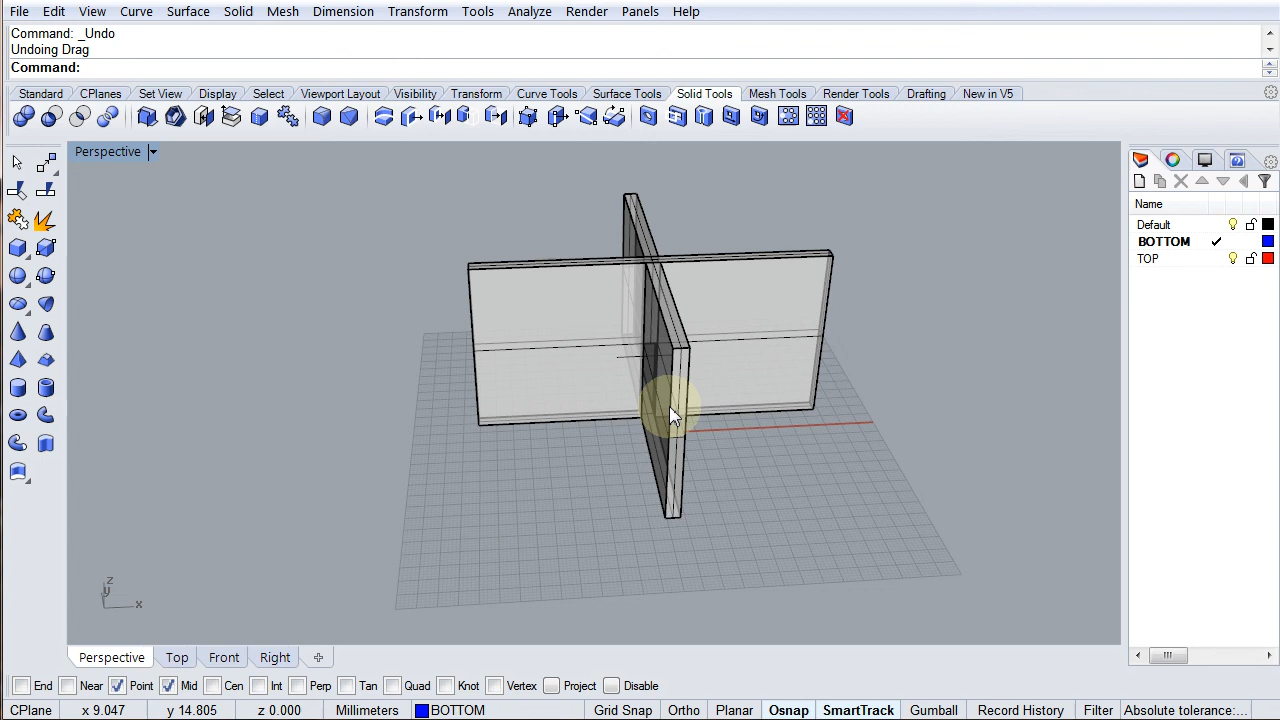 File Edit View Curve Surface Solid Mesh Dimension Transform Tools Analyze Render Panels Help
Command: _Undo
Undoing Drag
Command:
Standard CPlanes Set View Display Select Viewport Layout Visibility Transform Curve Tools Surface Tools Solid Tools Mesh Tools Render Tools Drafting New in V5
Perspective
Name
Default
BOTTOM
TOP
z
y
x
Perspective Top Front Right
End Near Point Mid Cen Int Perp Tan Quad Knot Vertex Project Disable
CPlane x 9.047 y 14.805 z 0.000 Millimeters BOTTOM Grid Snap Ortho Planar Osnap SmartTrack Gumball Record History Filter Absolute tolerance:...